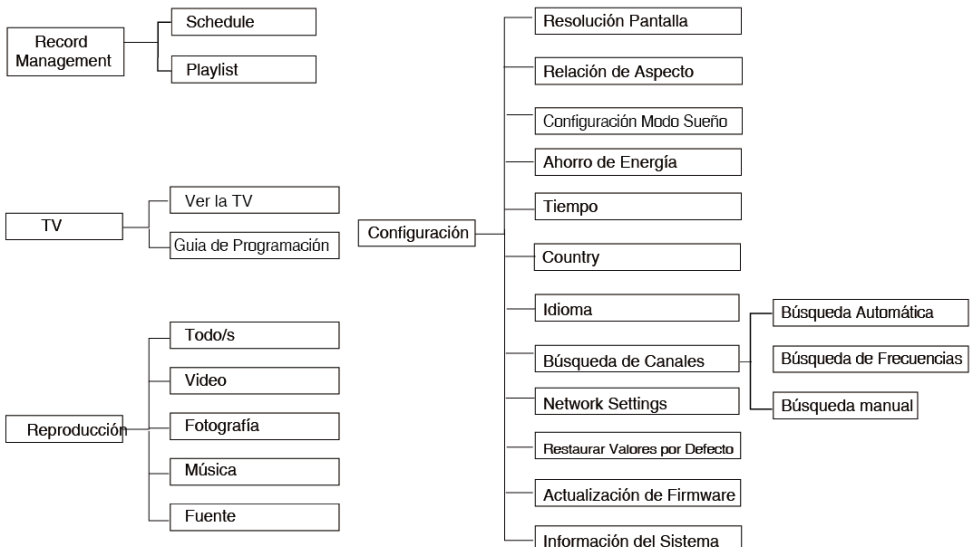 Record
Management
Schedule
Playlist
TV
Ver la TV
Guia de Programación
Reproducción
Todo/s
Video
Fotografía
Música
Fuente
Configuración
Resolución Pantalla
Relación de Aspecto
Configuración Modo Sueño
Ahorro de Energía
Tiempo
Country
Idioma
Búsqueda de Canales
Búsqueda Automática
Búsqueda de Frecuencias
Búsqueda manual
Network Settings
Restaurar Valores por Defecto
Actualización de Firmware
Información del Sistema